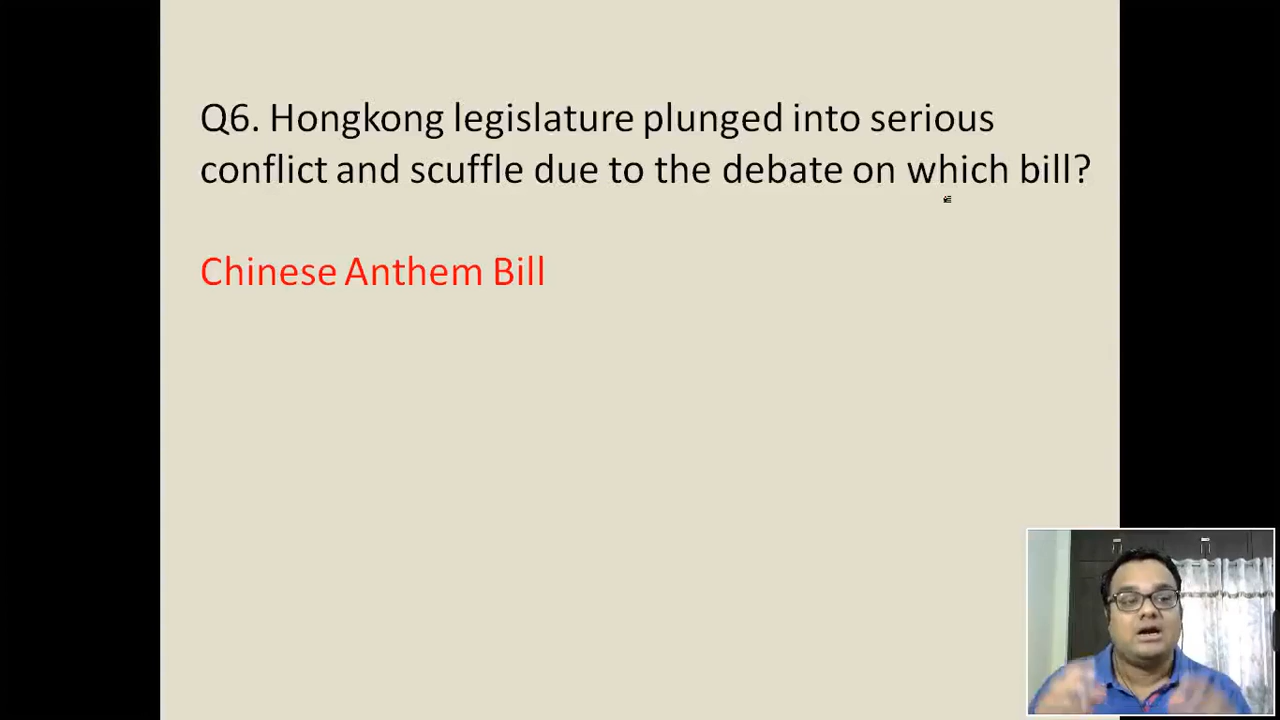 Q6. Hongkong legislature plunged into serious
conflict and scuffle due to the debate on which bill?
Chinese Anthem Bill